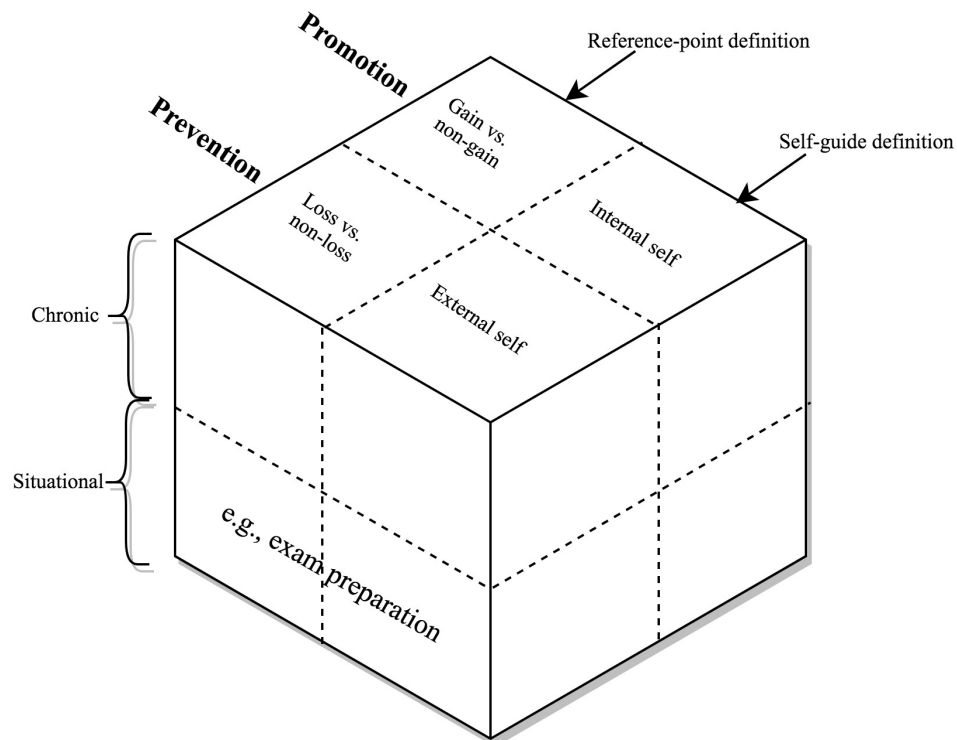 Promotion
Reference-point definition
Prevention
Gain vs.
non-gain
Self-guide definition
Loss vs.
non-loss
Internal self
External self
Chronic
Situational
e.g., exam preparation